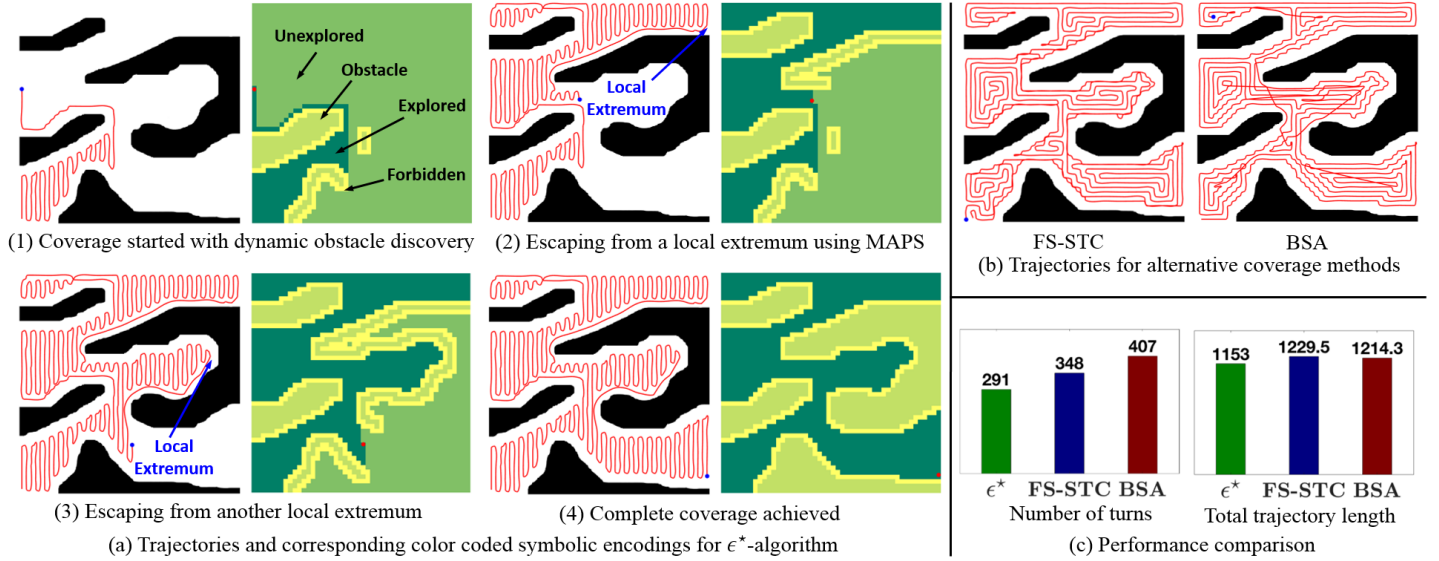 Unexplored
Obstacle
Explored
Forbidden
(1) Coverage started with dynamic obstacle discovery
Local
Extremum
(2) Escaping from a local extremum using MAPS
Local
Extremum
(3) Escaping from another local extremum
(4) Complete coverage achieved
(a) Trajectories and corresponding color coded symbolic encodings for ϵ⋆-algorithm
FS-STC
BSA
(b) Trajectories for alternative coverage methods
291
348
407
ϵ⋆ FS-STC BSA
Number of turns
1153
1229.5
1214.3
ϵ⋆ FS-STC BSA
Total trajectory length
(c) Performance comparison